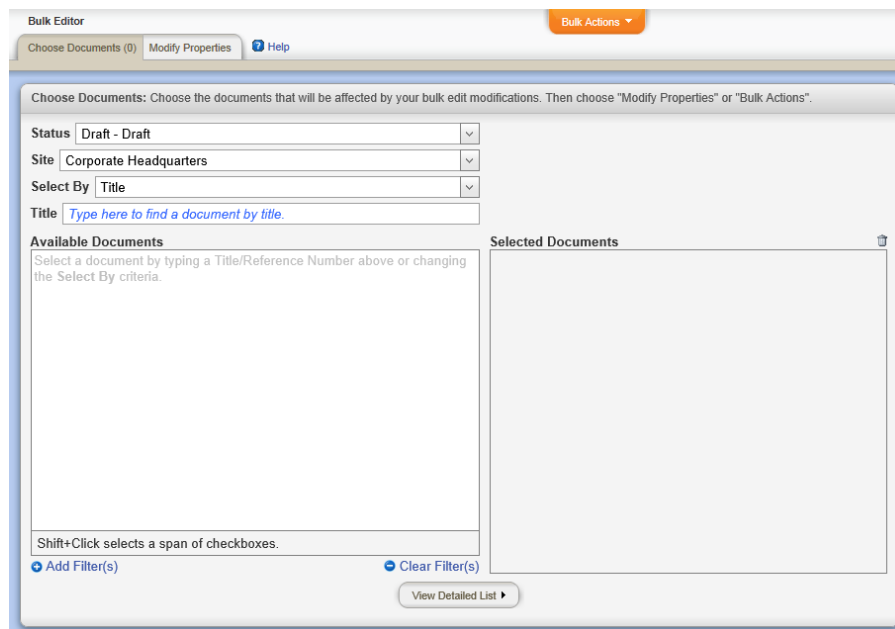 Bulk Editor
Bulk Actions
Choose Documents (0)
Modify Properties
? Help
Choose Documents: Choose the documents that will be affected by your bulk edit modifications. Then choose "Modify Properties" or "Bulk Actions".
Status Draft - Draft
Site Corporate Headquarters
Select By Title
Title Type here to find a document by title.
Available Documents
Selected Documents
Select a document by typing a Title/Reference Number above or changing
the Select By criteria.
Shift+Click selects a span of checkboxes.
Add Filter(s)
Clear Filter(s)
View Detailed List